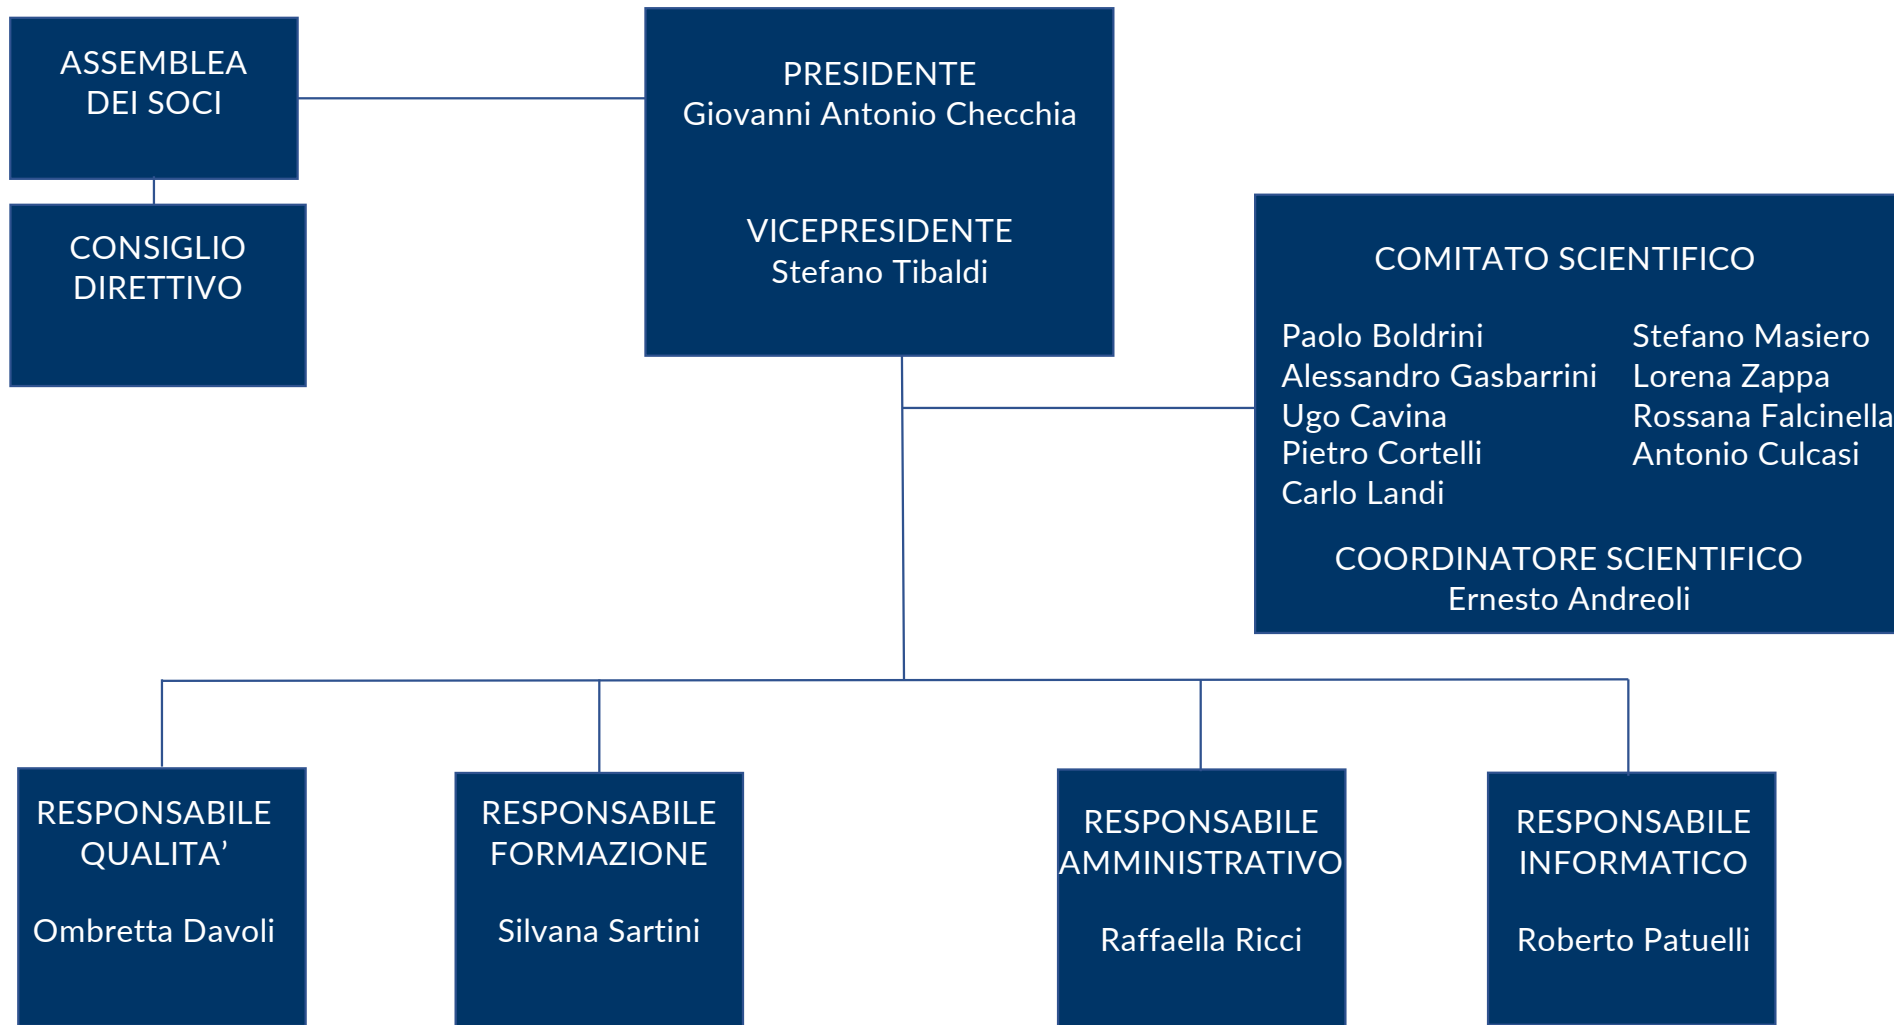 ASSEMBLEA
DEI SOCI
PRESIDENTE
Giovanni Antonio Checchia
VICEPRESIDENTE
Stefano Tibaldi
CONSIGLIO
DIRETTIVO
COMITATO SCIENTIFICO
Paolo Boldrini
Alessandro Gasbarrini
Ugo Cavina
Pietro Cortelli
Carlo Landi
Stefano Masiero
Lorena Zappa
Rossana Falcinella
Antonio Culcasi
COORDINATORE SCIENTIFICO
Ernesto Andreoli
RESPONSABILE
QUALITA’
Ombretta Davoli
RESPONSABILE
FORMAZIONE
Silvana Sartini
RESPONSABILE
AMMINISTRATIVO
Raffaella Ricci
RESPONSABILE
INFORMATICO
Roberto Patuelli